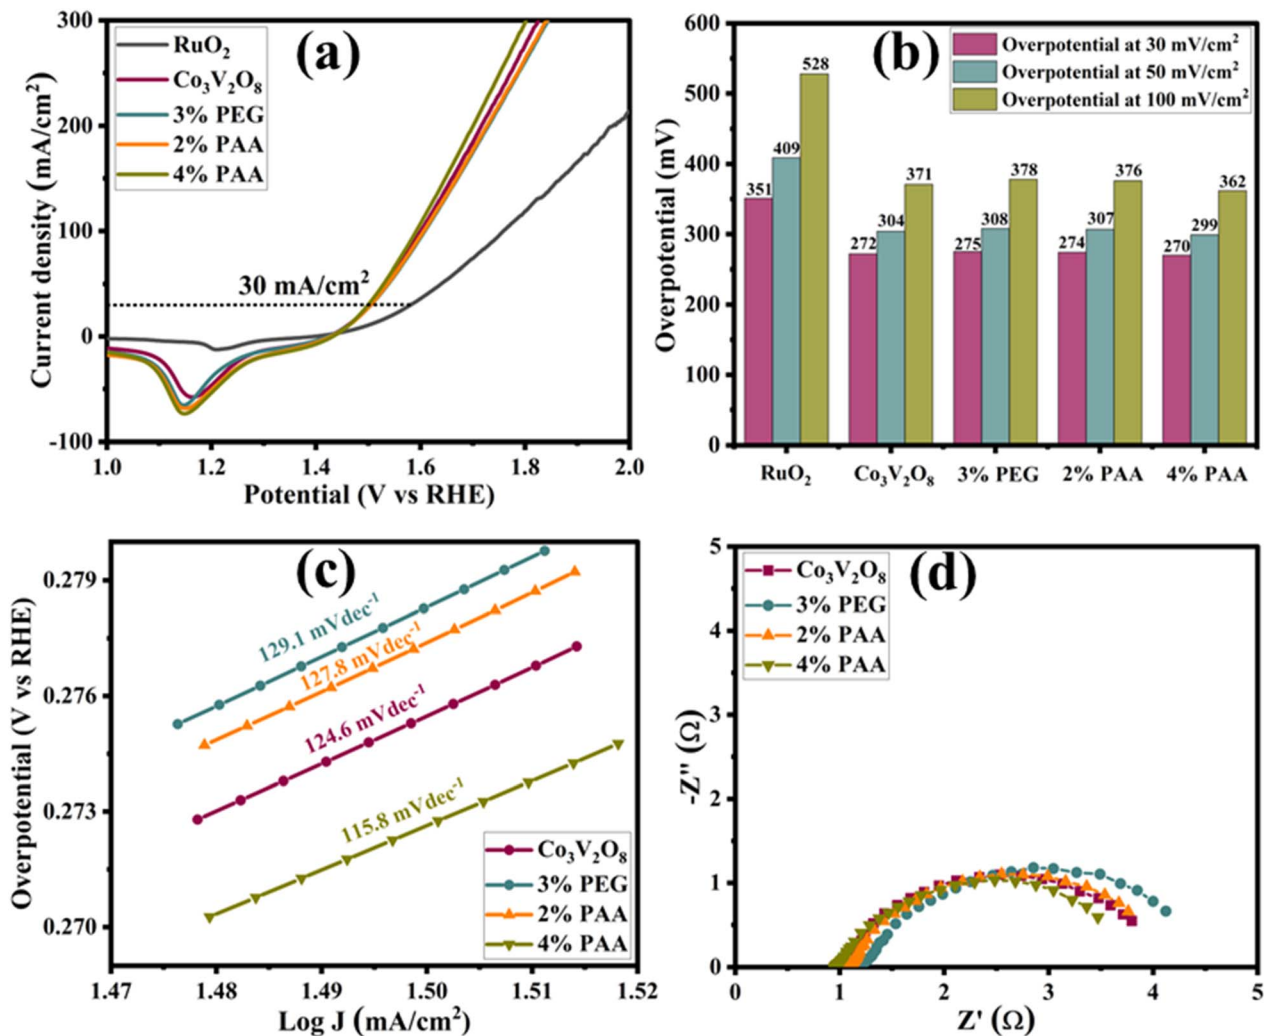 (a)
RuO₂
Co₃V₂O₈
3% PEG
2% PAA
4% PAA
30 mA/cm²
300
200
100
0
-100
Current density (mA/cm²)
1.0 1.2 1.4 1.6 1.8 2.0
Potential (V vs RHE)
(b)
Overpotential at 30 mV/cm²
Overpotential at 50 mV/cm²
Overpotential at 100 mV/cm²
600
500
400
300
200
100
0
Overpotential (mV)
351 409 528
272 304 371
275 308 378
274 307 376
270 299 362
RuO₂ Co₃V₂O₈ 3% PEG 2% PAA 4% PAA
(c)
129.1 mVdec⁻¹
127.8 mVdec⁻¹
124.6 mVdec⁻¹
115.8 mVdec⁻¹
Co₃V₂O₈
3% PEG
2% PAA
4% PAA
0.279
0.276
0.273
0.270
Overpotential (V vs RHE)
1.47 1.48 1.49 1.50 1.51 1.52
Log J (mA/cm²)
(d)
Co₃V₂O₈
3% PEG
2% PAA
4% PAA
5
4
3
2
1
0
-Z'' (Ω)
0 1 2 3 4 5
Z' (Ω)